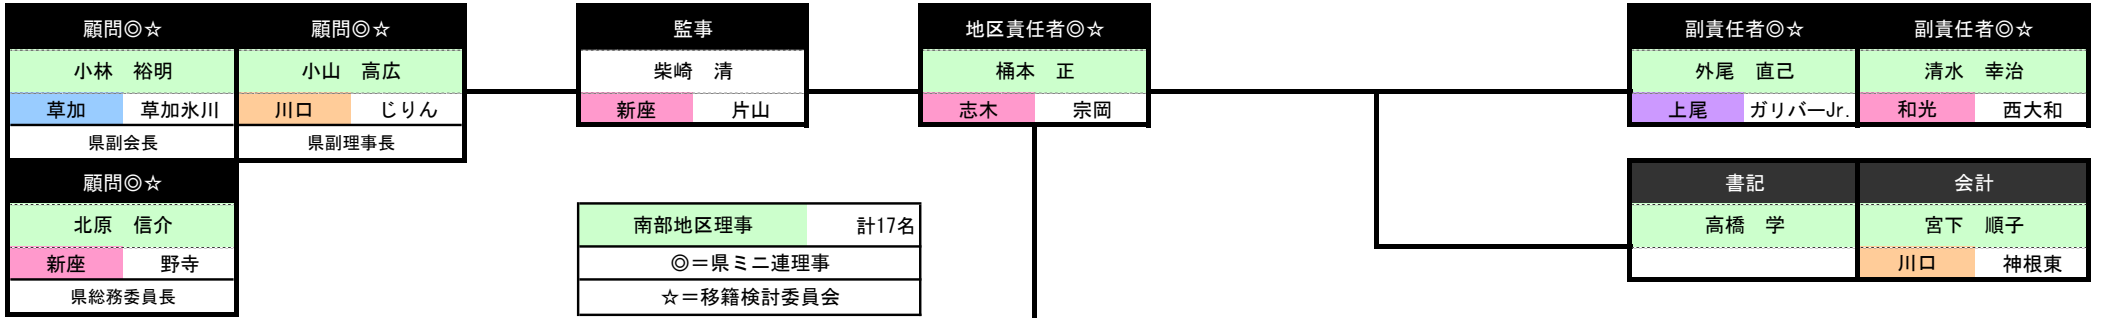 顧問◎☆ 顧問◎☆
小林　裕明 小山　高広
草加 草加氷川 川口 じりん
県副会長 県副理事長
顧問◎☆
北原　信介
新座 野寺
県総務委員長
監事
柴崎　清
新座 片山
南部地区理事 計17名
◎＝県ミニ連理事
☆＝移籍検討委員会
地区責任者◎☆
桶本　正
志木 宗岡
副責任者◎☆ 副責任者◎☆
外尾　直己 清水　幸治
上尾 ガリバーJr. 和光 西大和
書記 会計
高橋　学 宮下　順子
川口 神根東